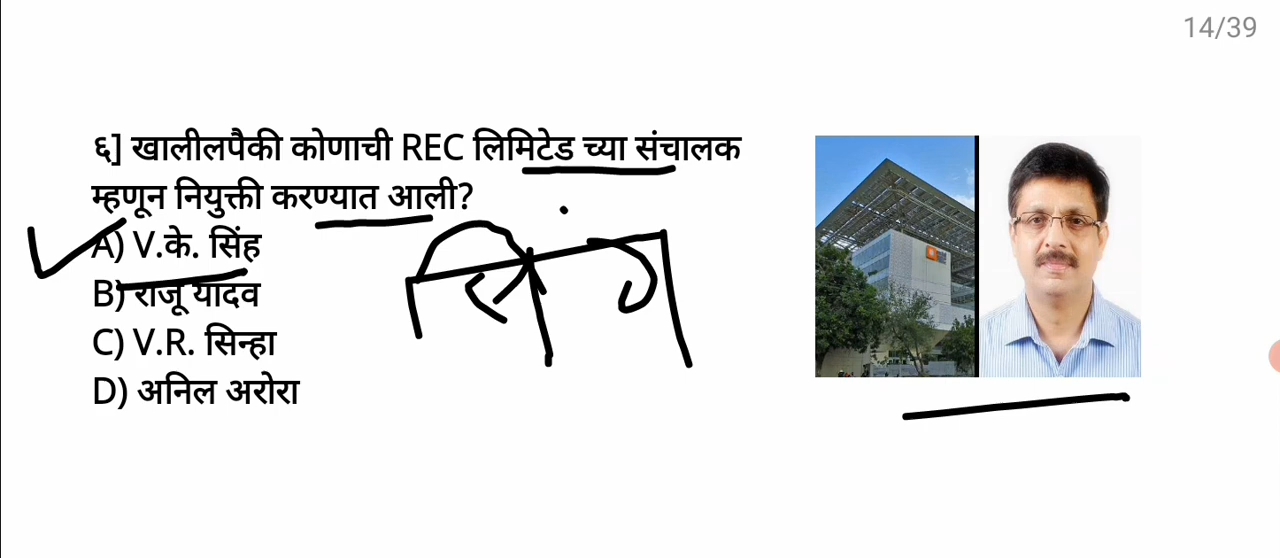 14/39
६] खालीलपैकी कोणाची REC लिमिटेड च्या संचालक
म्हणून नियुक्ती करण्यात आली?
A) V.के. सिंह
B) राजू यादव
C) V.R. सिन्हा
D) अनिल अरोरा
सिंग